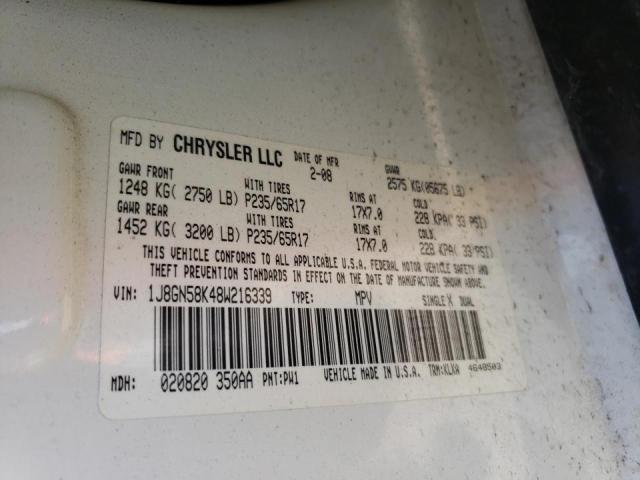 MFD BY CHRYSLER LLC DATE OF MFR GVWR
GAWR FRONT WITH TIRES 2-08 2575 KG(05675 LB)
1248 KG( 2750 LB) P235/65R17 RIMS AT COLD
GAWR REAR WITH TIRES 17X7.0 228 KPA( 33 PSI)
1452 KG( 3200 LB) P235/65R17 RIMS AT COLD
17X7.0 228 KPA( 33 PSI)
THIS VEHICLE CONFORMS TO ALL APPLICABLE U.S.A. FEDERAL MOTOR VEHICLE SAFETY AND
THEFT PREVENTION STANDARDS IN EFFECT ON THE DATE OF MANUFACTURE SHOWN ABOVE.
VIN: 1J8GN58K48W216339 TYPE: MPV SINGLE X DUAL
MDH: 020820 350AA PNT:PW1 VEHICLE MADE IN U.S.A. TRM:KLXA 4648503